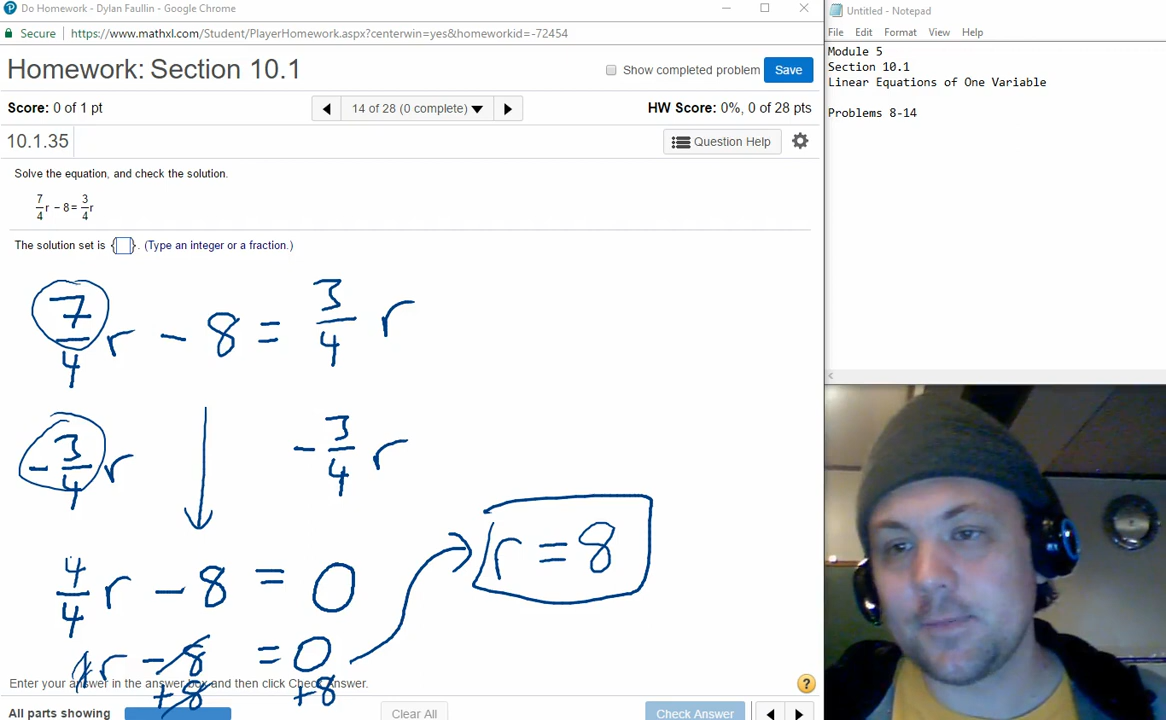 Do Homework - Dylan Faullin - Google Chrome
Secure | https://www.mathxl.com/Student/PlayerHomework.aspx?centerwin=yes&homeworkid=-72454
Homework: Section 10.1
Show completed problem
Save
Score: 0 of 1 pt
14 of 28 (0 complete)
HW Score: 0%, 0 of 28 pts
10.1.35
Question Help
Solve the equation, and check the solution.
7/4 r - 8 = 3/4 r
The solution set is { }. (Type an integer or a fraction.)
7/4 r - 8 = 3/4 r
- 3/4 r - 3/4 r
4/4 r - 8 = 0
1r - 8 = 0
+8 +8
r = 8
Enter your answer in the answer box and then click Check Answer.
?
All parts showing
Clear All
Check Answer
Untitled - Notepad
File Edit Format View Help
Module 5
Section 10.1
Linear Equations of One Variable
Problems 8-14